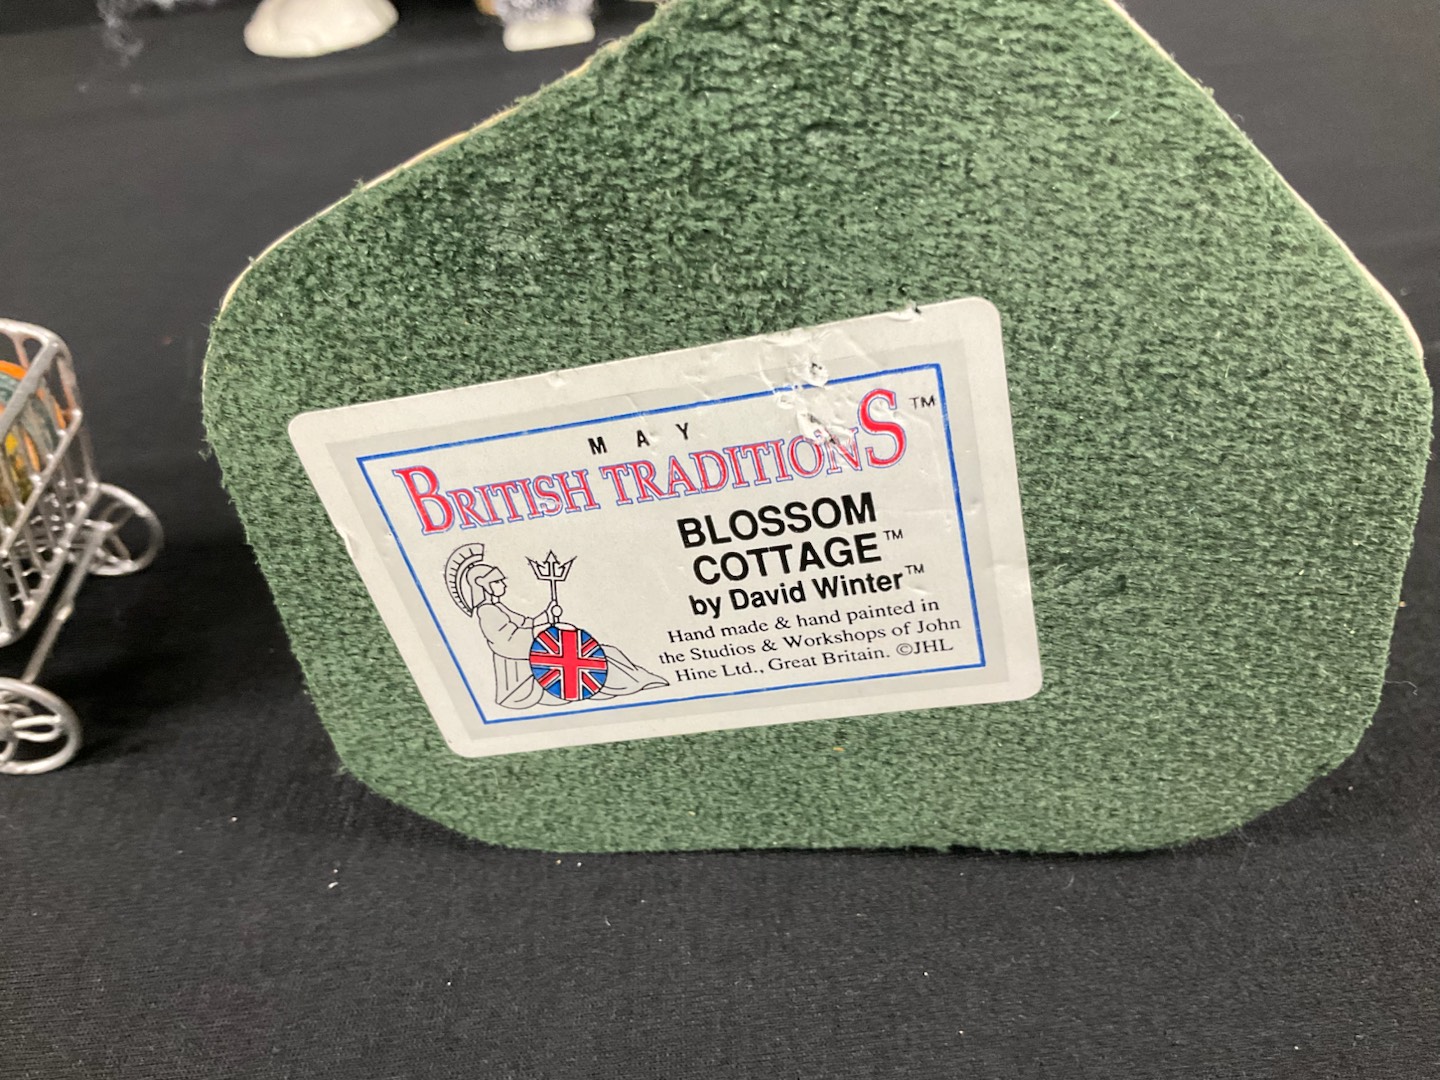 MAY
BRITISH TRADITIONS™
BLOSSOM
COTTAGE™
by David Winter™
Hand made & hand painted in
the Studios & Workshops of John
Hine Ltd., Great Britain. ©JHL